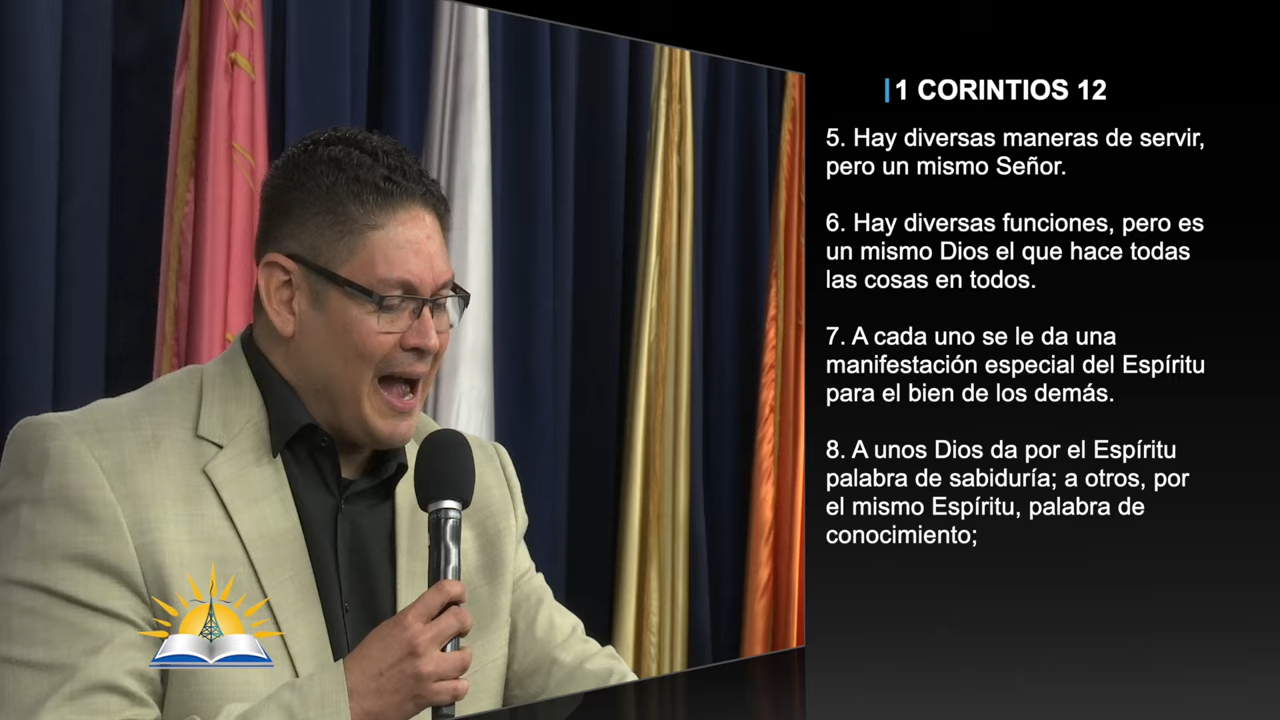 1 CORINTIOS 12
5. Hay diversas maneras de servir,
pero un mismo Señor.
6. Hay diversas funciones, pero es
un mismo Dios el que hace todas
las cosas en todos.
7. A cada uno se le da una
manifestación especial del Espíritu
para el bien de los demás.
8. A unos Dios da por el Espíritu
palabra de sabiduría; a otros, por
el mismo Espíritu, palabra de
conocimiento;